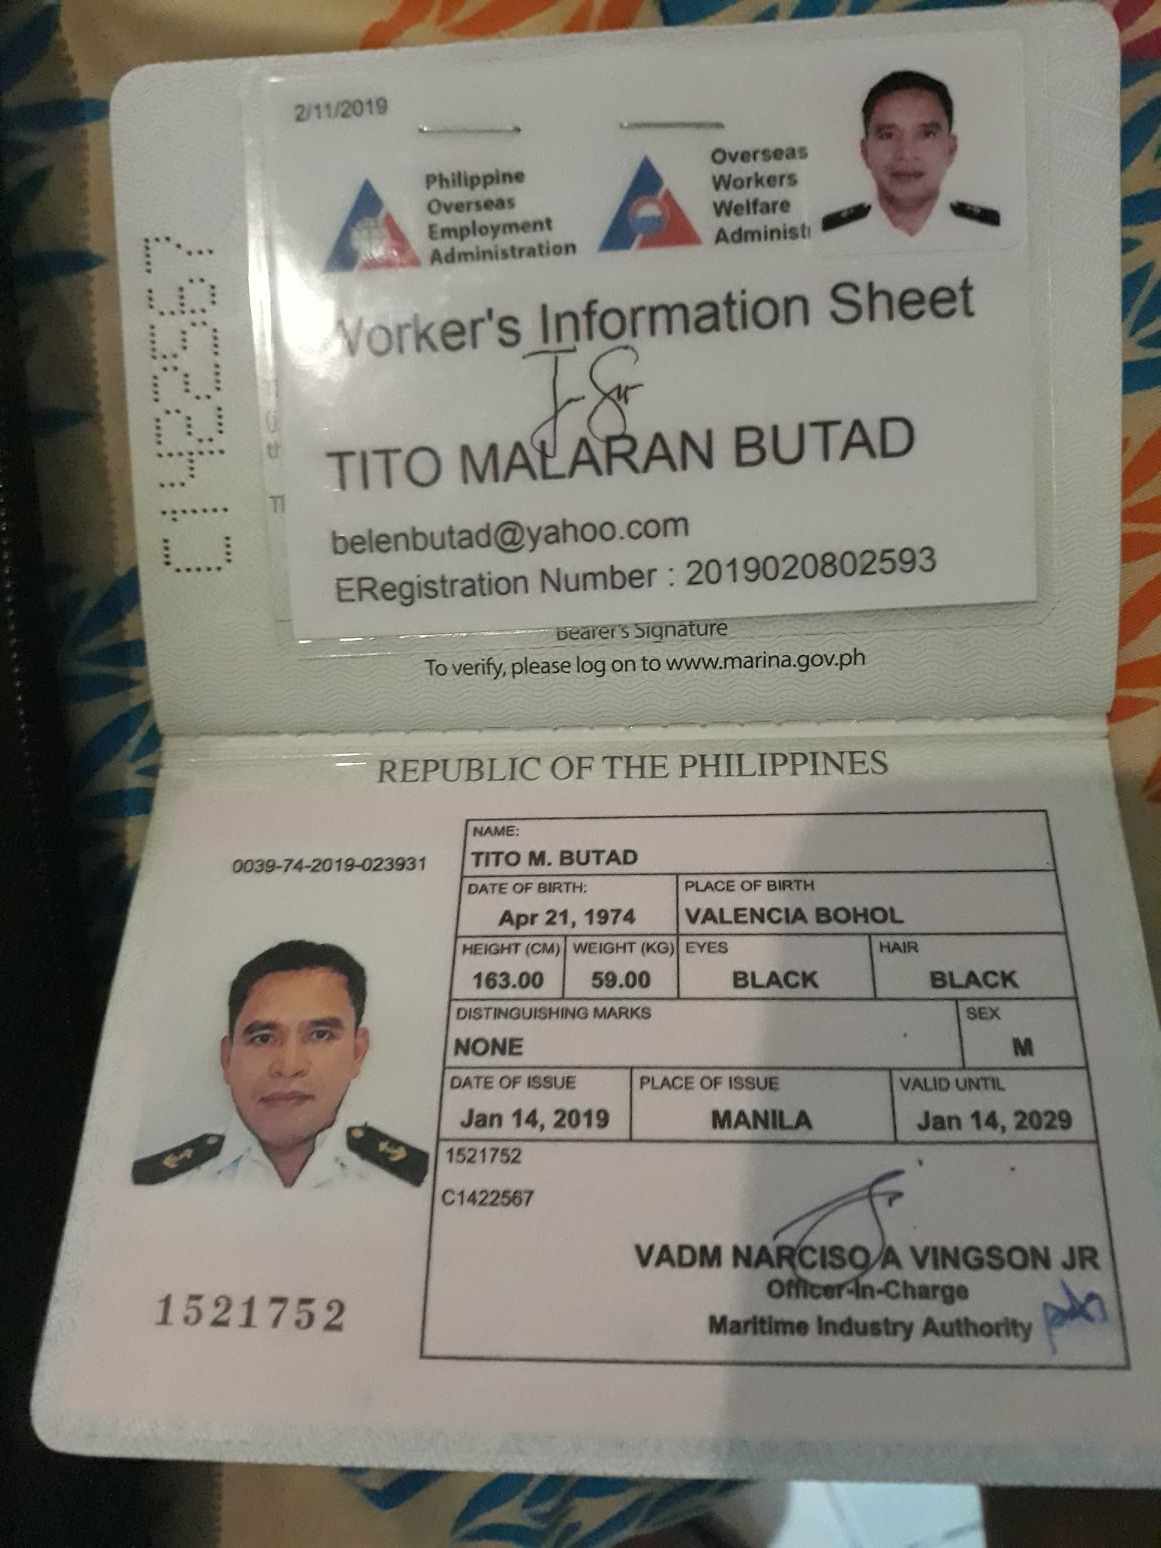 2/11/2019
Philippine
Overseas
Employment
Administration
Overseas
Workers
Welfare
Administ
Worker's Information Sheet
TITO MALARAN BUTAD
belenbutad@yahoo.com
ERegistration Number : 2019020802593
C1422567
Bearer's Signature
To verify, please log on to www.marina.gov.ph
REPUBLIC OF THE PHILIPPINES
0039-74-2019-023931
NAME:
TITO M. BUTAD
DATE OF BIRTH: PLACE OF BIRTH
Apr 21, 1974 VALENCIA BOHOL
HEIGHT (CM) WEIGHT (KG) EYES HAIR
163.00 59.00 BLACK BLACK
DISTINGUISHING MARKS SEX
NONE M
DATE OF ISSUE PLACE OF ISSUE VALID UNTIL
Jan 14, 2019 MANILA Jan 14, 2029
1521752
C1422567
VADM NARCISO A VINGSON JR
Officer-In-Charge
Maritime Industry Authority
1521752